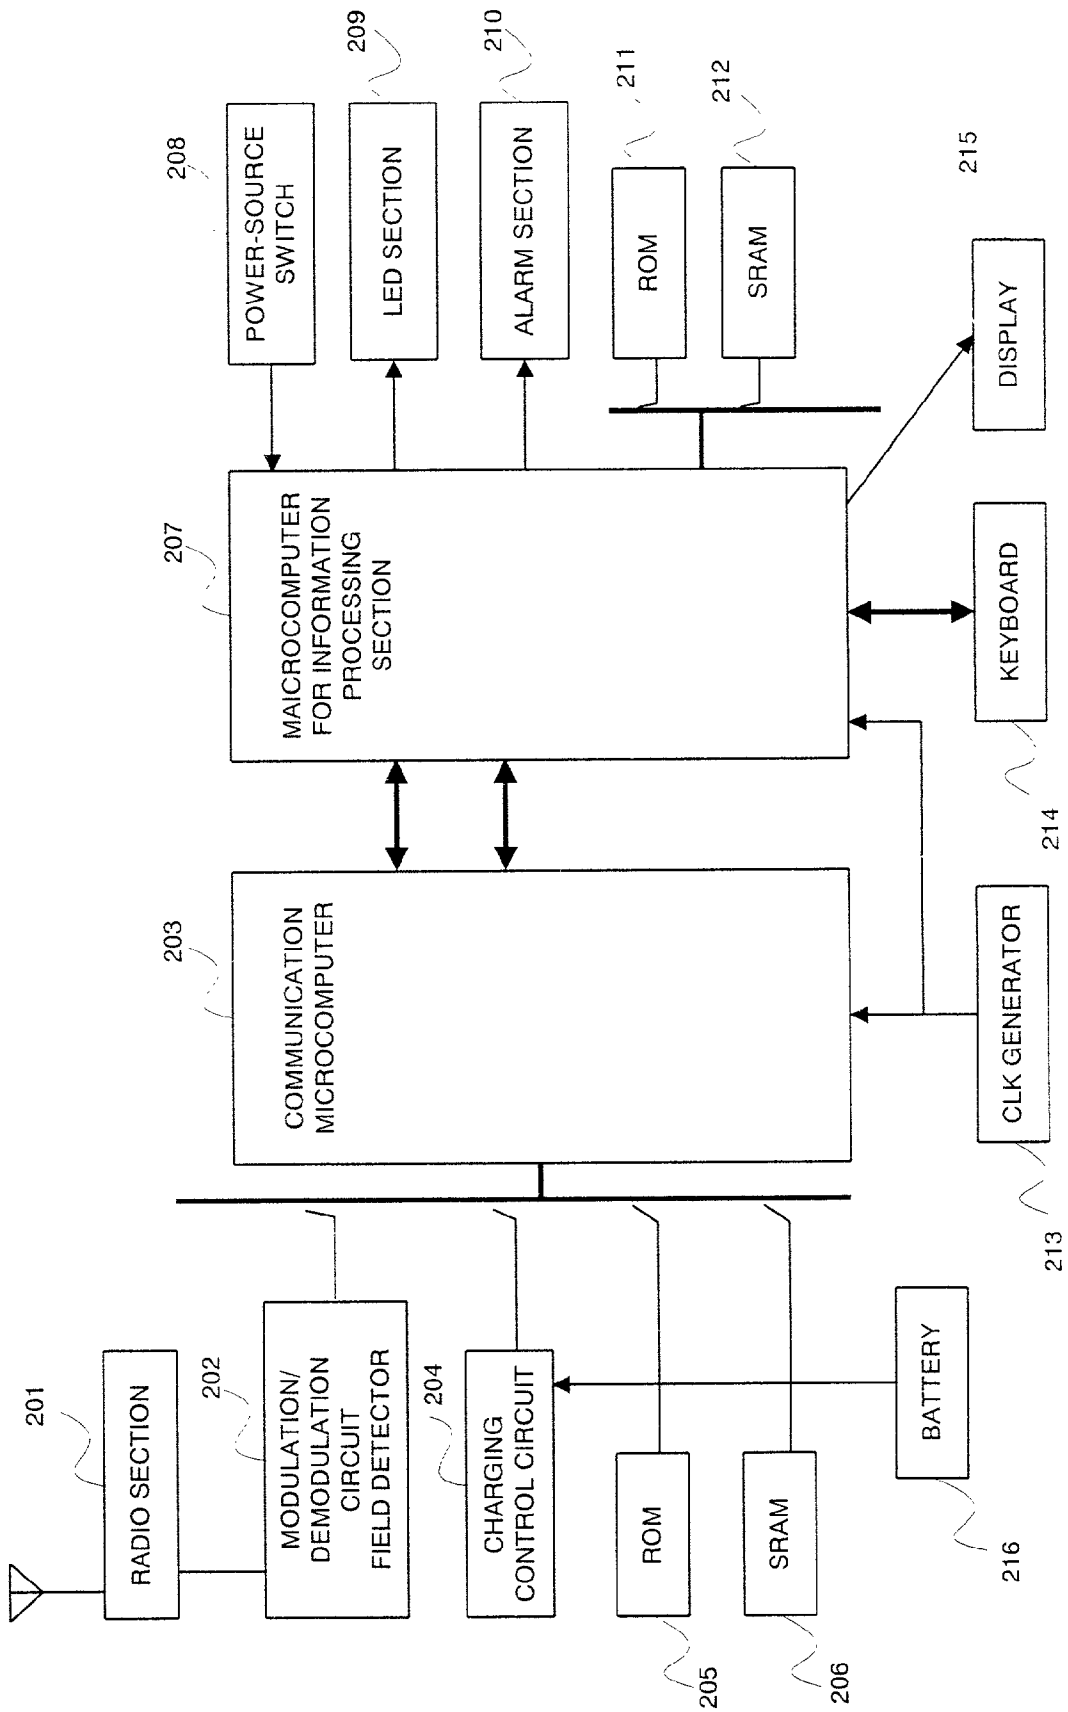 201
RADIO SECTION
202
MODULATION/
DEMODULATION
CIRCUIT
FIELD DETECTOR
204
CHARGING
CONTROL CIRCUIT
ROM
205
SRAM
206
BATTERY
216
203
COMMUNICATION
MICROCOMPUTER
CLK GENERATOR
213
207
MAICROCOMPUTER
FOR INFORMATION
PROCESSING
SECTION
KEYBOARD
214
208
POWER-SOURCE
SWITCH
209
LED SECTION
210
ALARM SECTION
211
ROM
212
SRAM
215
DISPLAY